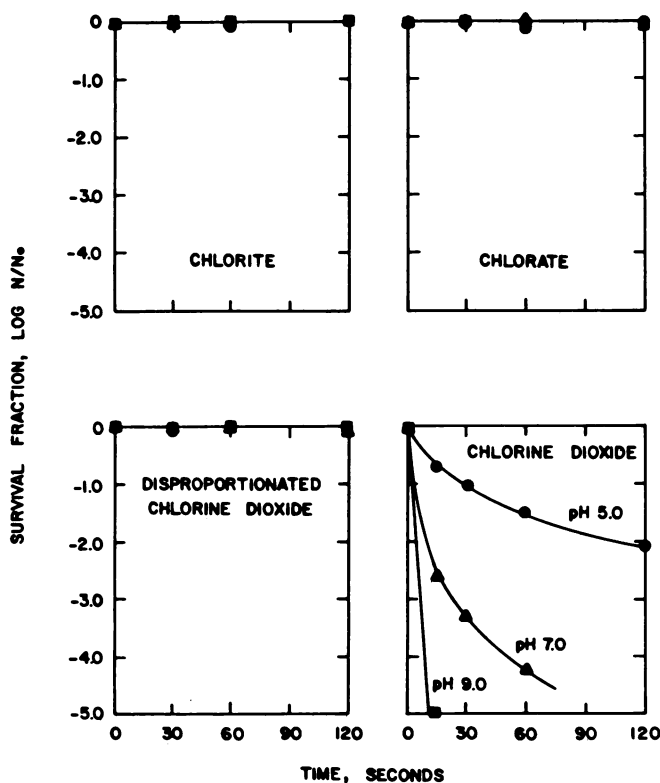 SURVIVAL FRACTION, LOG N/N₀
0
-1.0
-2.0
-3.0
-4.0
-5.0
CHLORITE
CHLORATE
0
-1.0
-2.0
-3.0
-4.0
-5.0
DISPROPORTIONATED
CHLORINE DIOXIDE
CHLORINE DIOXIDE
pH 5.0
pH 7.0
pH 9.0
0 30 60 90 120
0 30 60 90 120
TIME, SECONDS